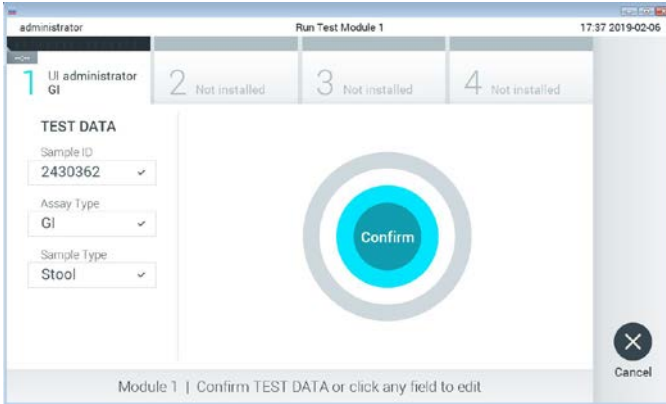 administrator Run Test Module 1 17:37 2019-02-06
1 UI administrator
GI
2 Not installed
3 Not installed
4 Not installed
TEST DATA
Sample ID
2430362
Assay Type
GI
Sample Type
Stool
Confirm
Cancel
Module 1 | Confirm TEST DATA or click any field to edit